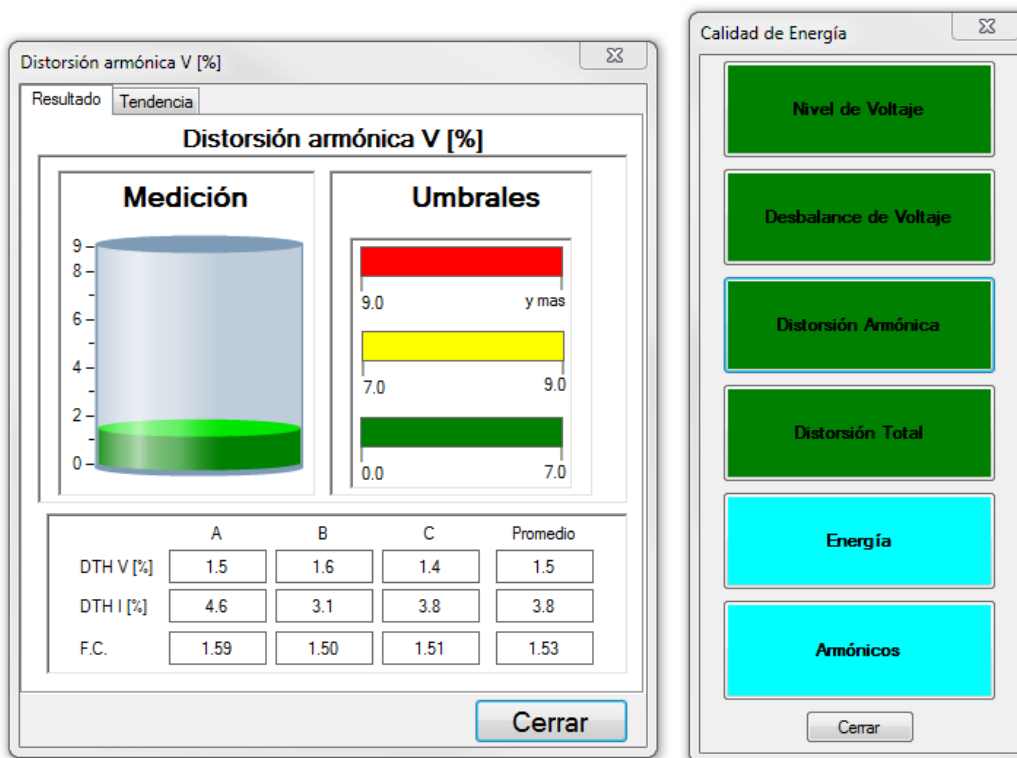 Distorsión armónica V [%]
Resultado Tendencia
Distorsión armónica V [%]
Medición
9
8
6
4
2
0
Umbrales
9.0 y mas
7.0 9.0
0.0 7.0
A B C Promedio
DTH V [%] 1.5 1.6 1.4 1.5
DTH I [%] 4.6 3.1 3.8 3.8
F.C. 1.59 1.50 1.51 1.53
Cerrar
Calidad de Energía
Nivel de Voltaje
Desbalance de Voltaje
Distorsión Armónica
Distorsión Total
Energía
Armónicos
Cerrar